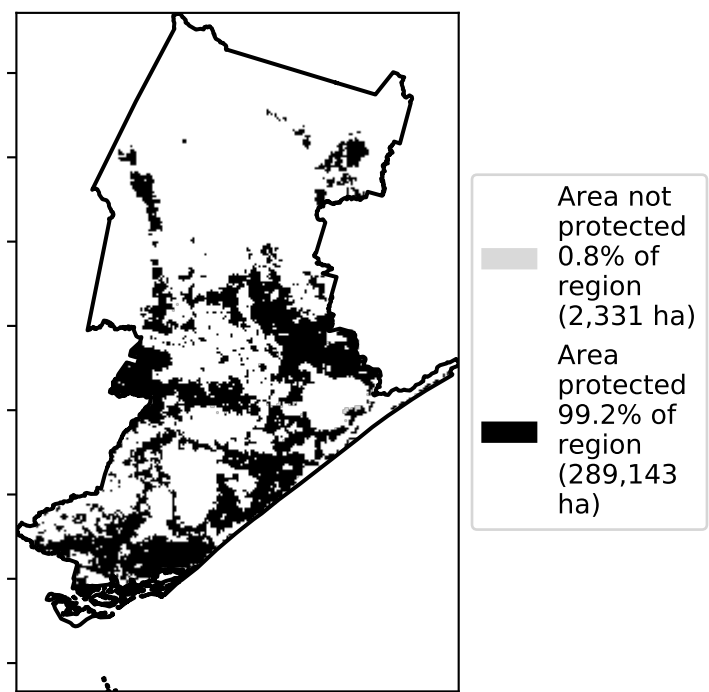 Area not
protected
0.8% of
region
(2,331 ha)
Area
protected
99.2% of
region
(289,143
ha)